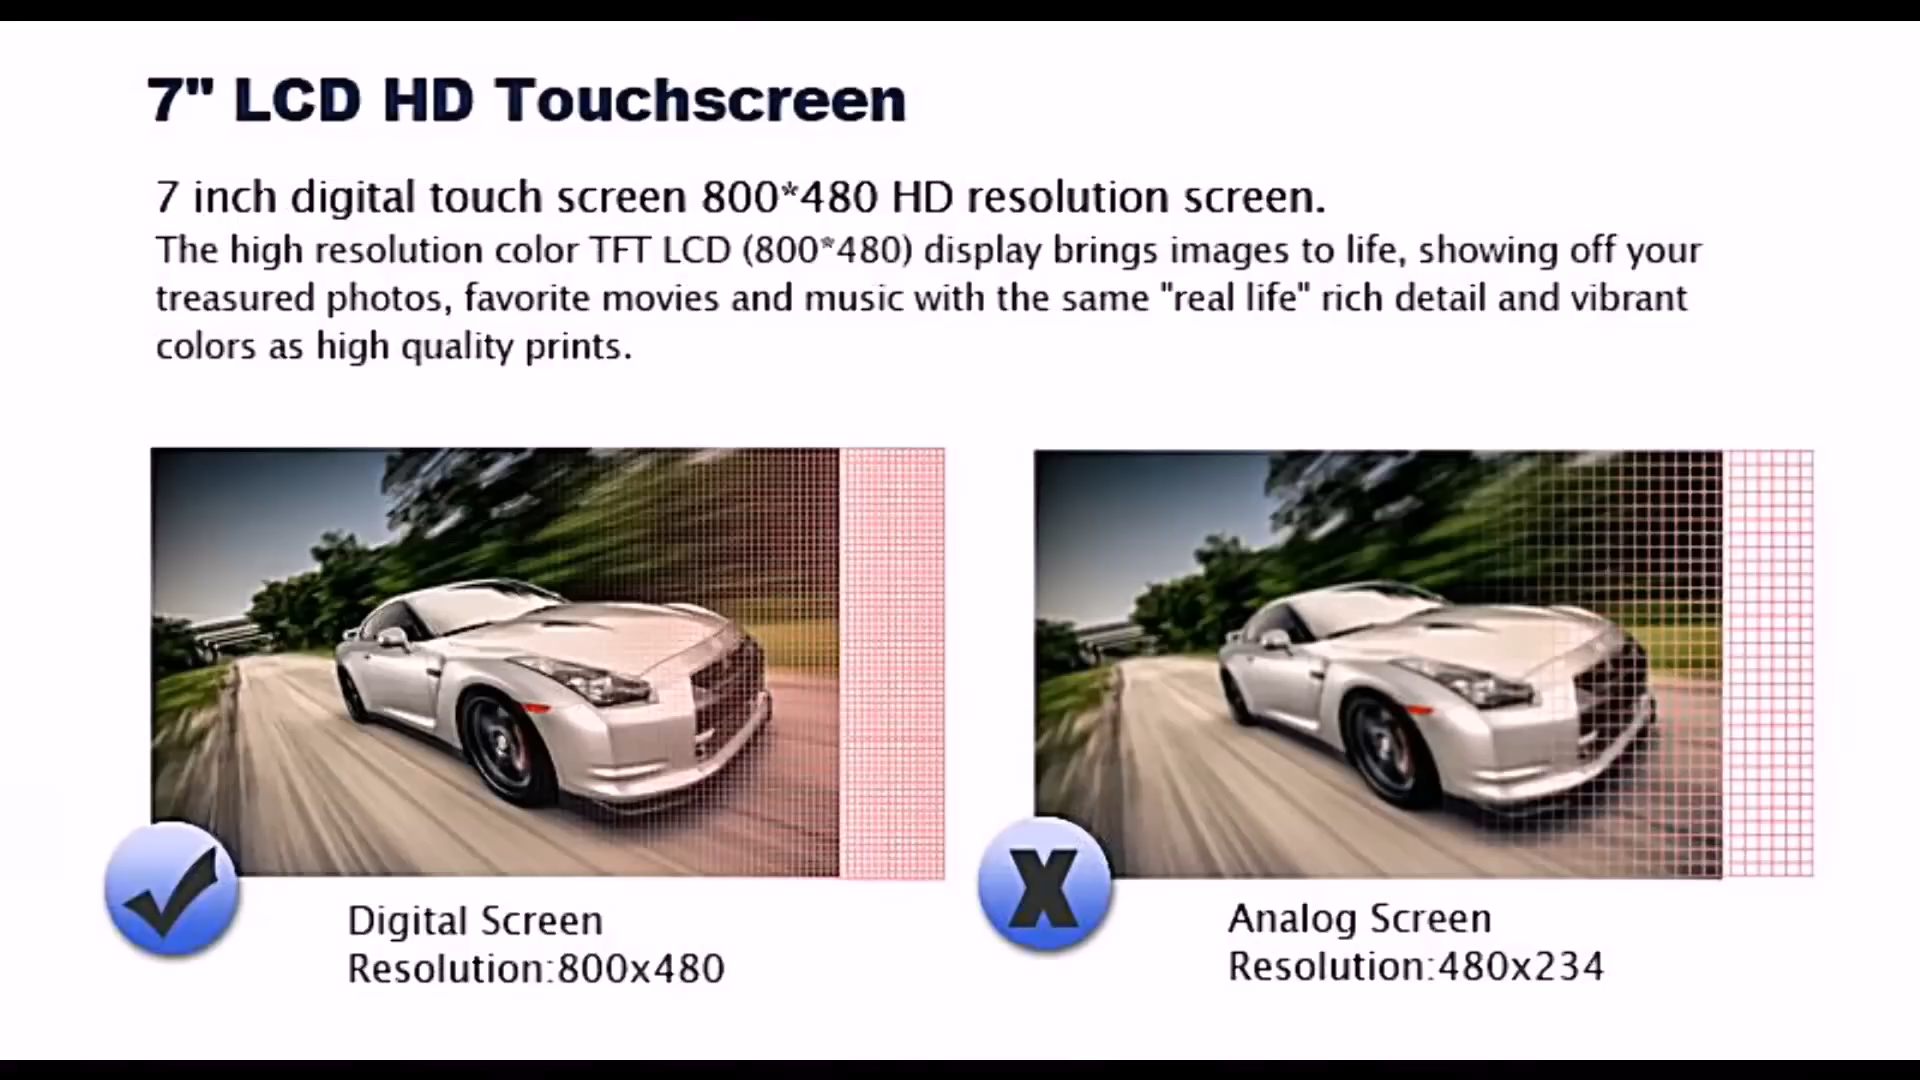 7" LCD HD Touchscreen
7 inch digital touch screen 800*480 HD resolution screen.
The high resolution color TFT LCD (800*480) display brings images to life, showing off your
treasured photos, favorite movies and music with the same "real life" rich detail and vibrant
colors as high quality prints.
Digital Screen
Resolution:800x480
X
Analog Screen
Resolution:480x234